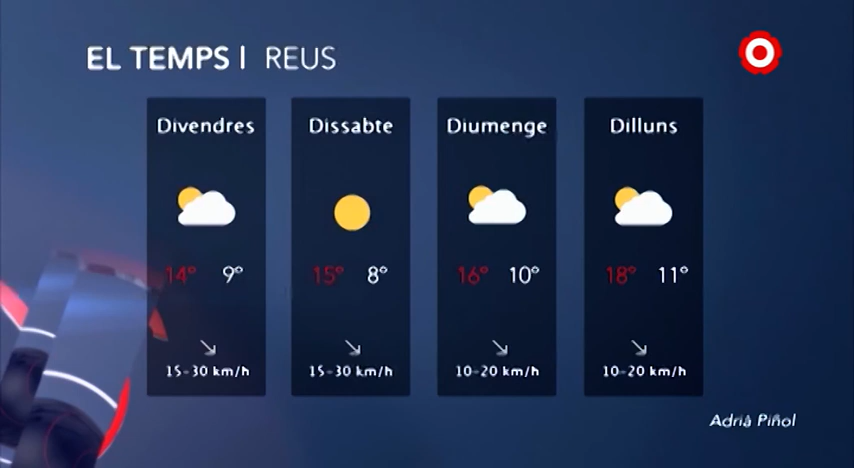 EL TEMPS | REUS
Divendres
14° 9°
15-30 km/h
Dissabte
15° 8°
15-30 km/h
Diumenge
16° 10°
10-20 km/h
Dilluns
18° 11°
10-20 km/h
Adrià Piñol